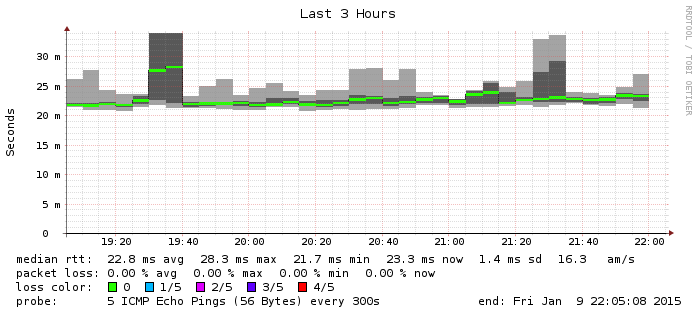 Last 3 Hours
RRDTOOL / TOBI OETIKER
Seconds
30 m
25 m
20 m
15 m
10 m
5 m
0
19:20 19:40 20:00 20:20 20:40 21:00 21:20 21:40 22:00
median rtt: 22.8 ms avg 28.3 ms max 21.7 ms min 23.3 ms now 1.4 ms sd 16.3 am/s
packet loss: 0.00 % avg 0.00 % max 0.00 % min 0.00 % now
loss color: 0 1/5 2/5 3/5 4/5
probe: 5 ICMP Echo Pings (56 Bytes) every 300s end: Fri Jan 9 22:05:08 2015